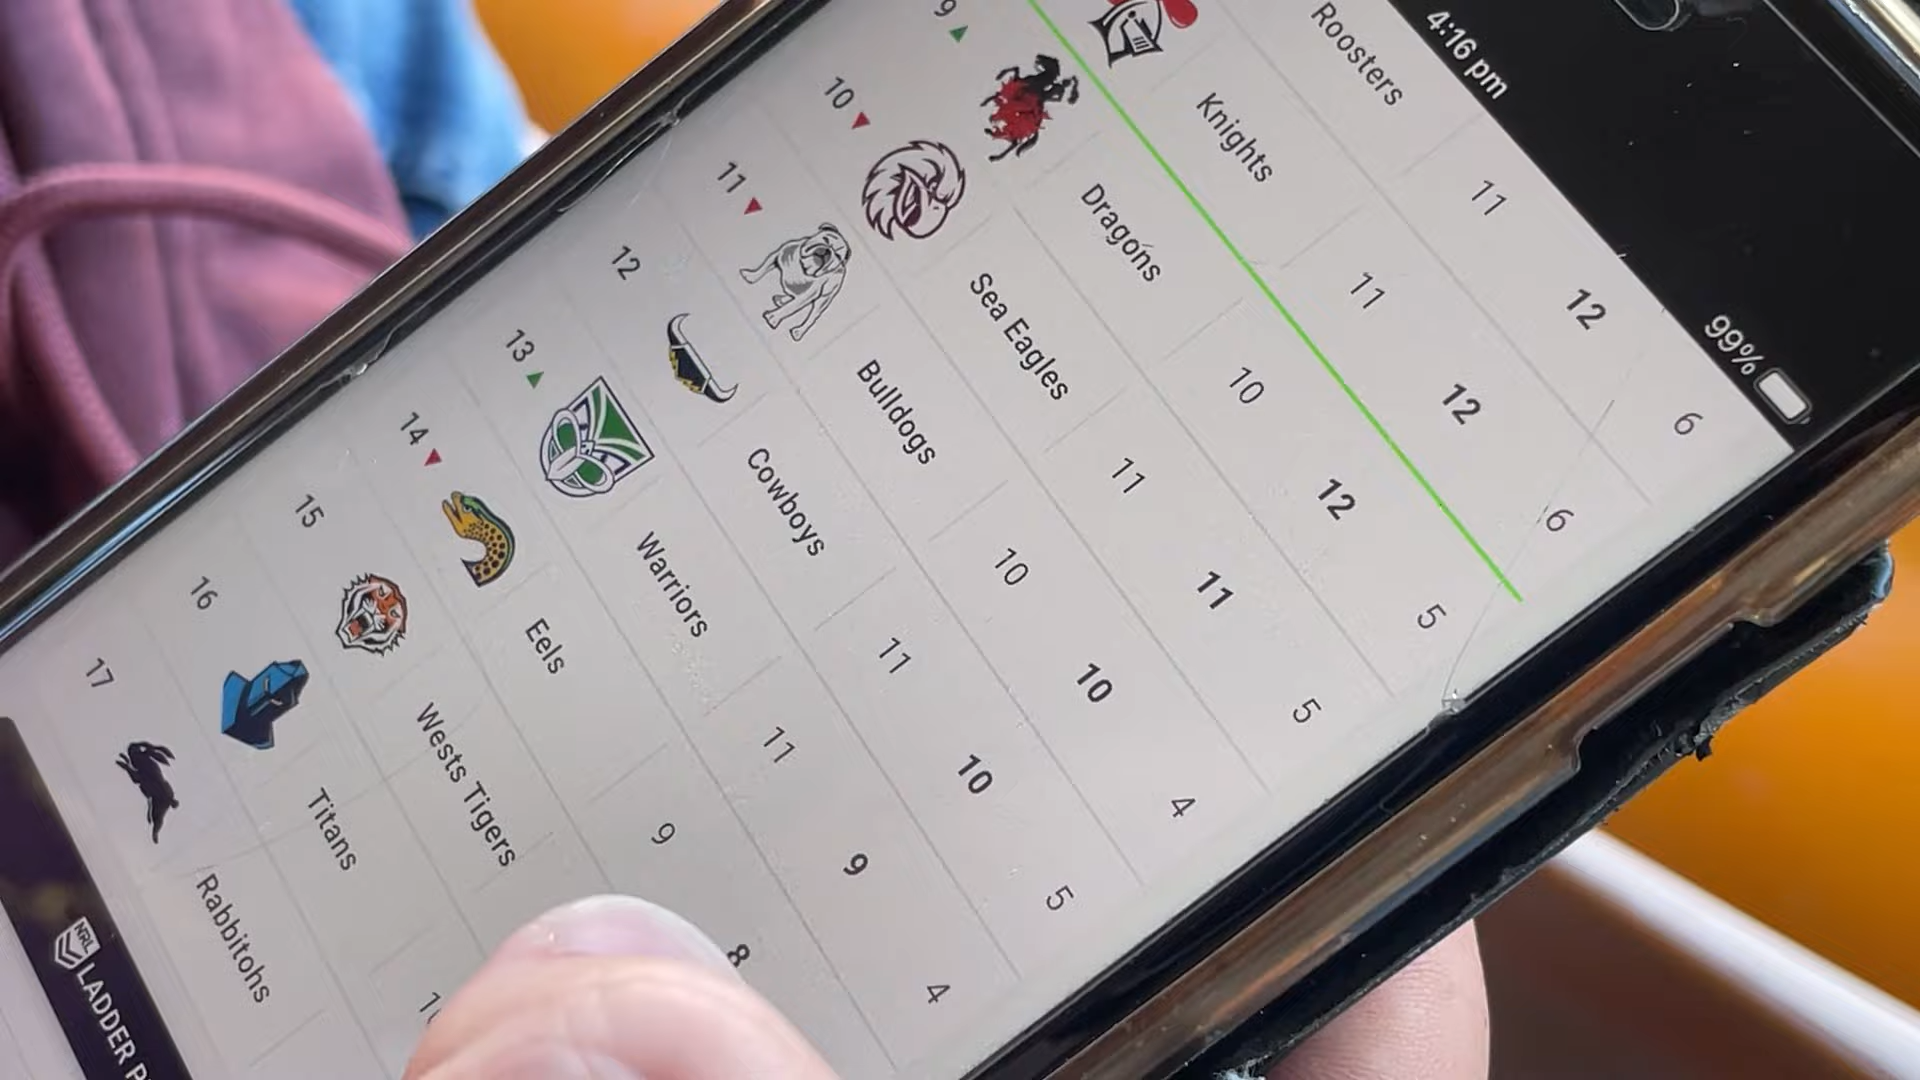 4:16 pm 99%
Roosters 11 12 6
Knights 11 12 6
9 Dragons 10 12 5
10 Sea Eagles 11 11 5
11 Bulldogs 10 10 4
12 Cowboys 11 10 5
13 Warriors 11 9 4
14 Eels 9 8
15 Wests Tigers
16 Titans
17 Rabbitohs
NRL LADDER